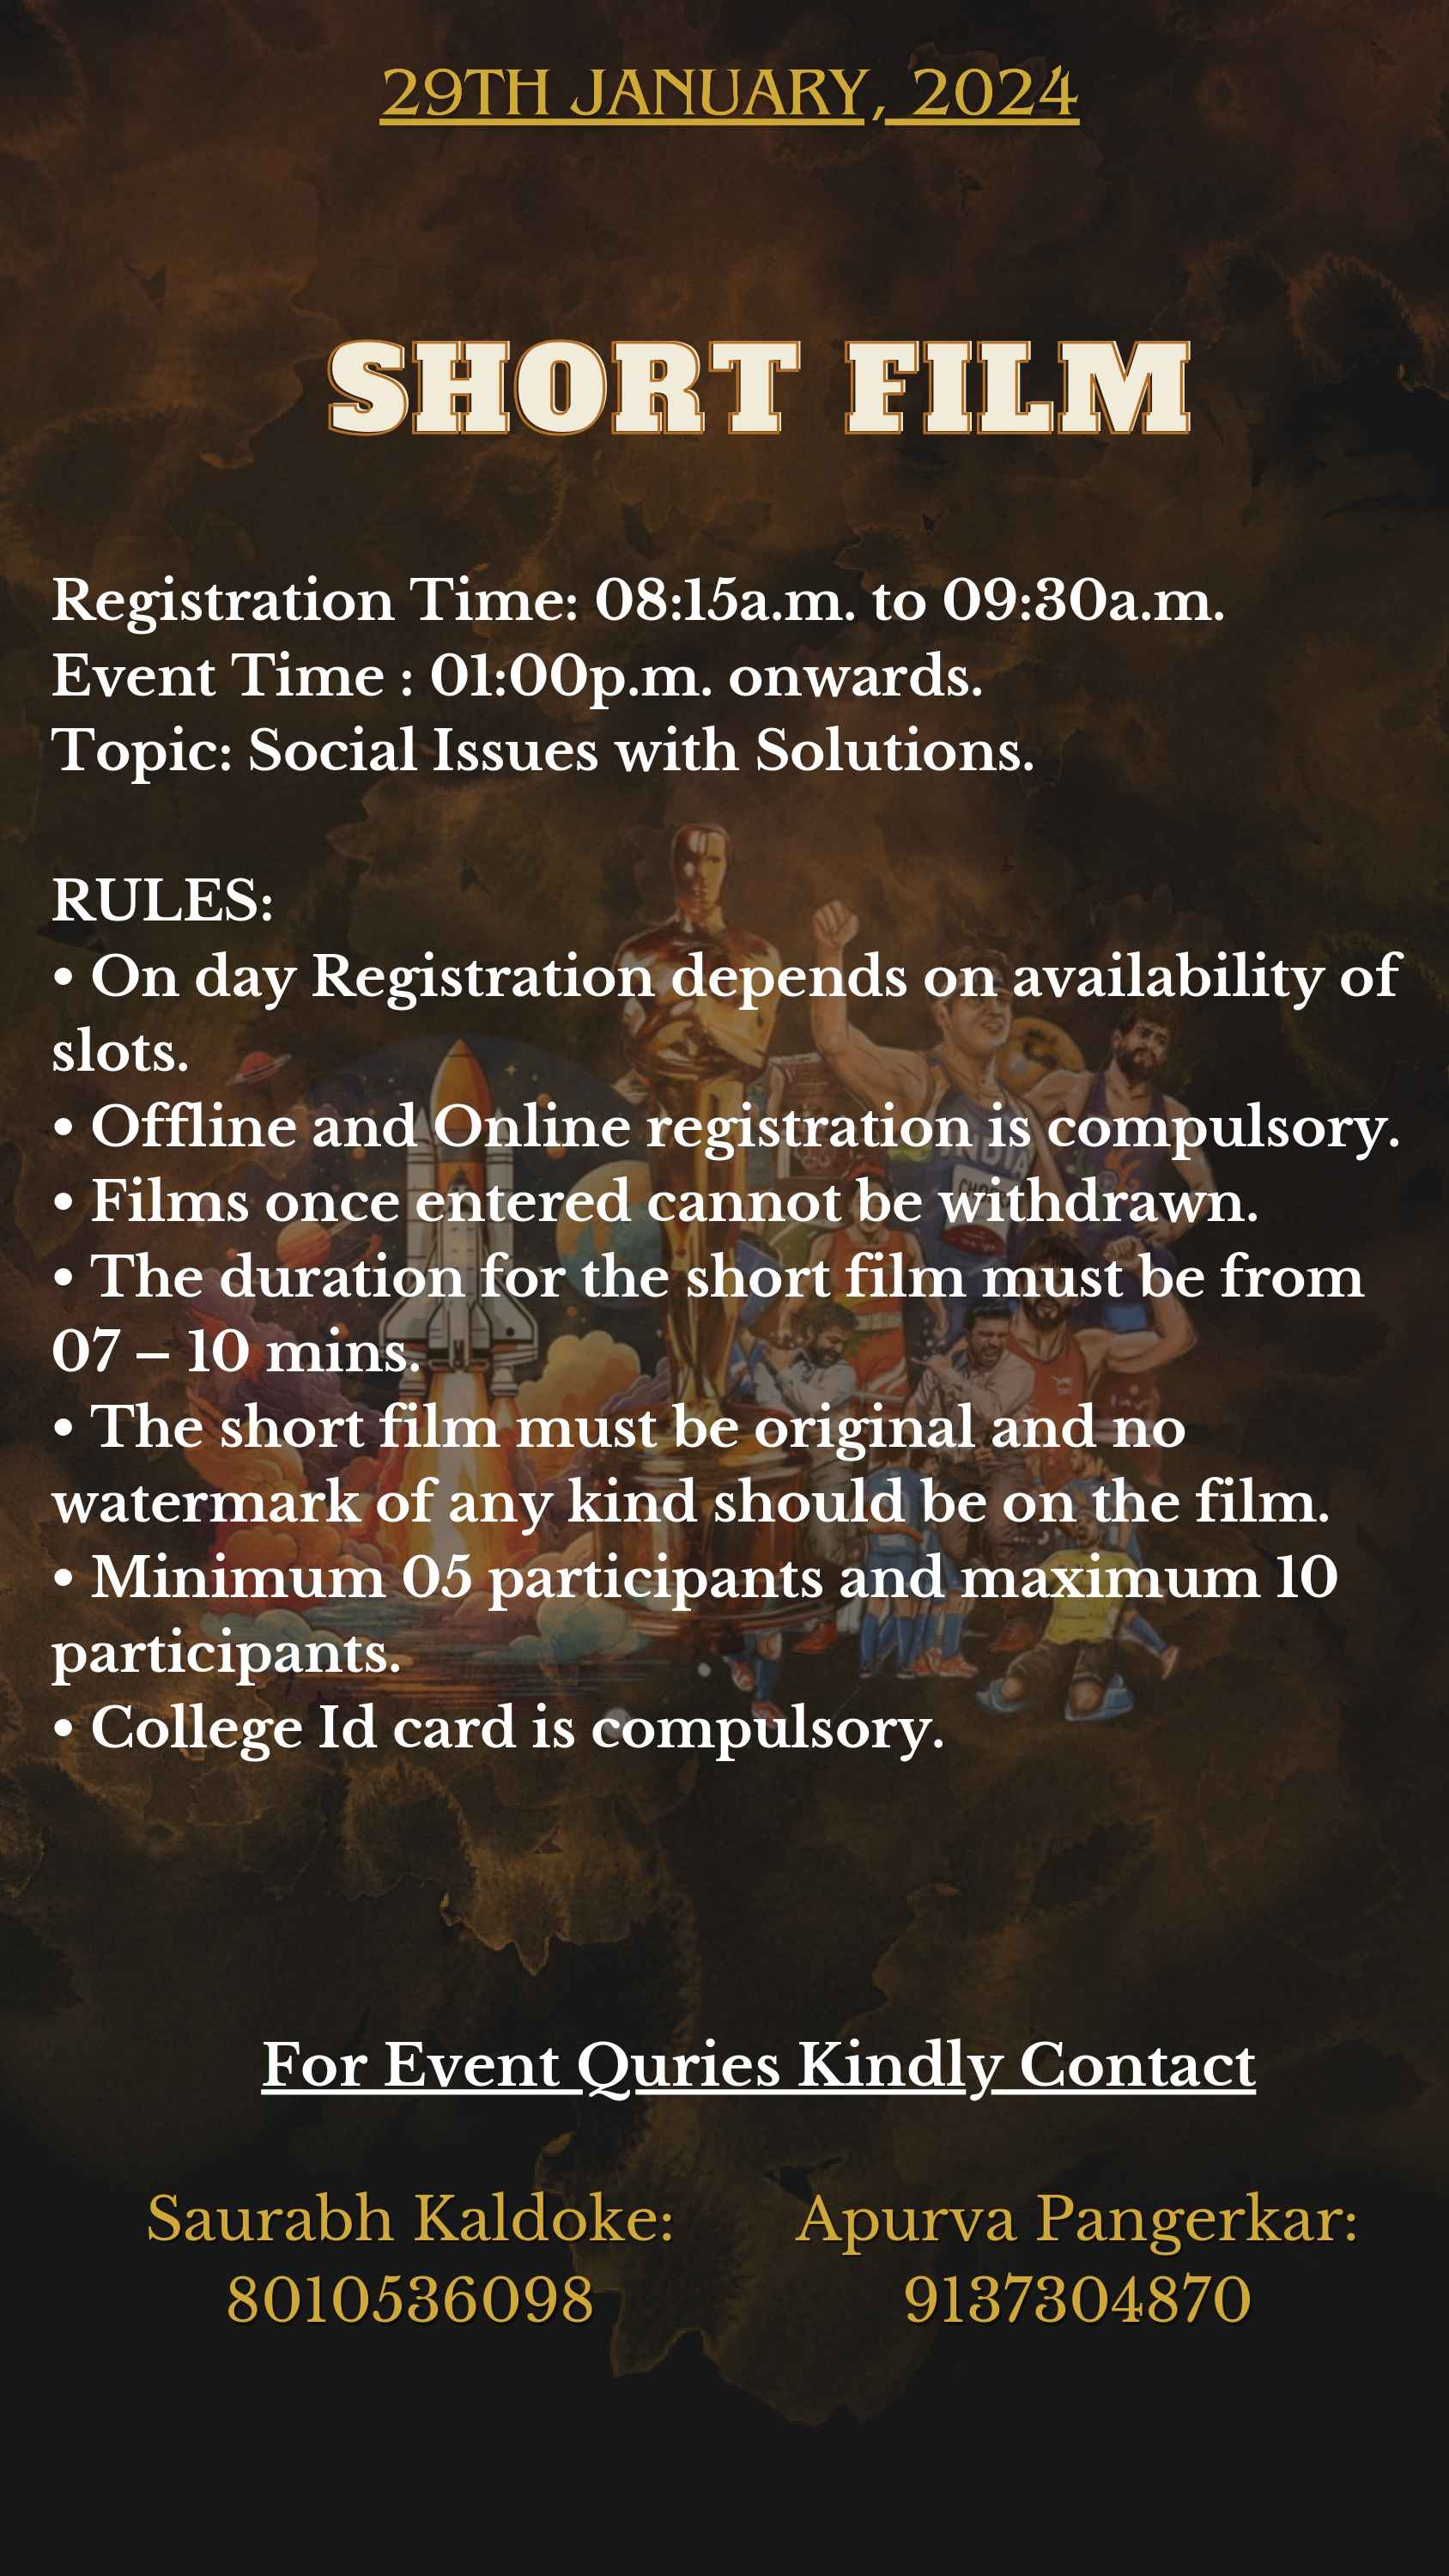 29TH JANUARY, 2024
SHORT FILM
Registration Time: 08:15a.m. to 09:30a.m.
Event Time : 01:00p.m. onwards.
Topic: Social Issues with Solutions.
RULES:
• On day Registration depends on availability of
slots.
• Offline and Online registration is compulsory.
• Films once entered cannot be withdrawn.
• The duration for the short film must be from
07 – 10 mins.
• The short film must be original and no
watermark of any kind should be on the film.
• Minimum 05 participants and maximum 10
participants.
• College Id card is compulsory.
INDIA
For Event Quries Kindly Contact
Saurabh Kaldoke:
8010536098
Apurva Pangerkar:
9137304870